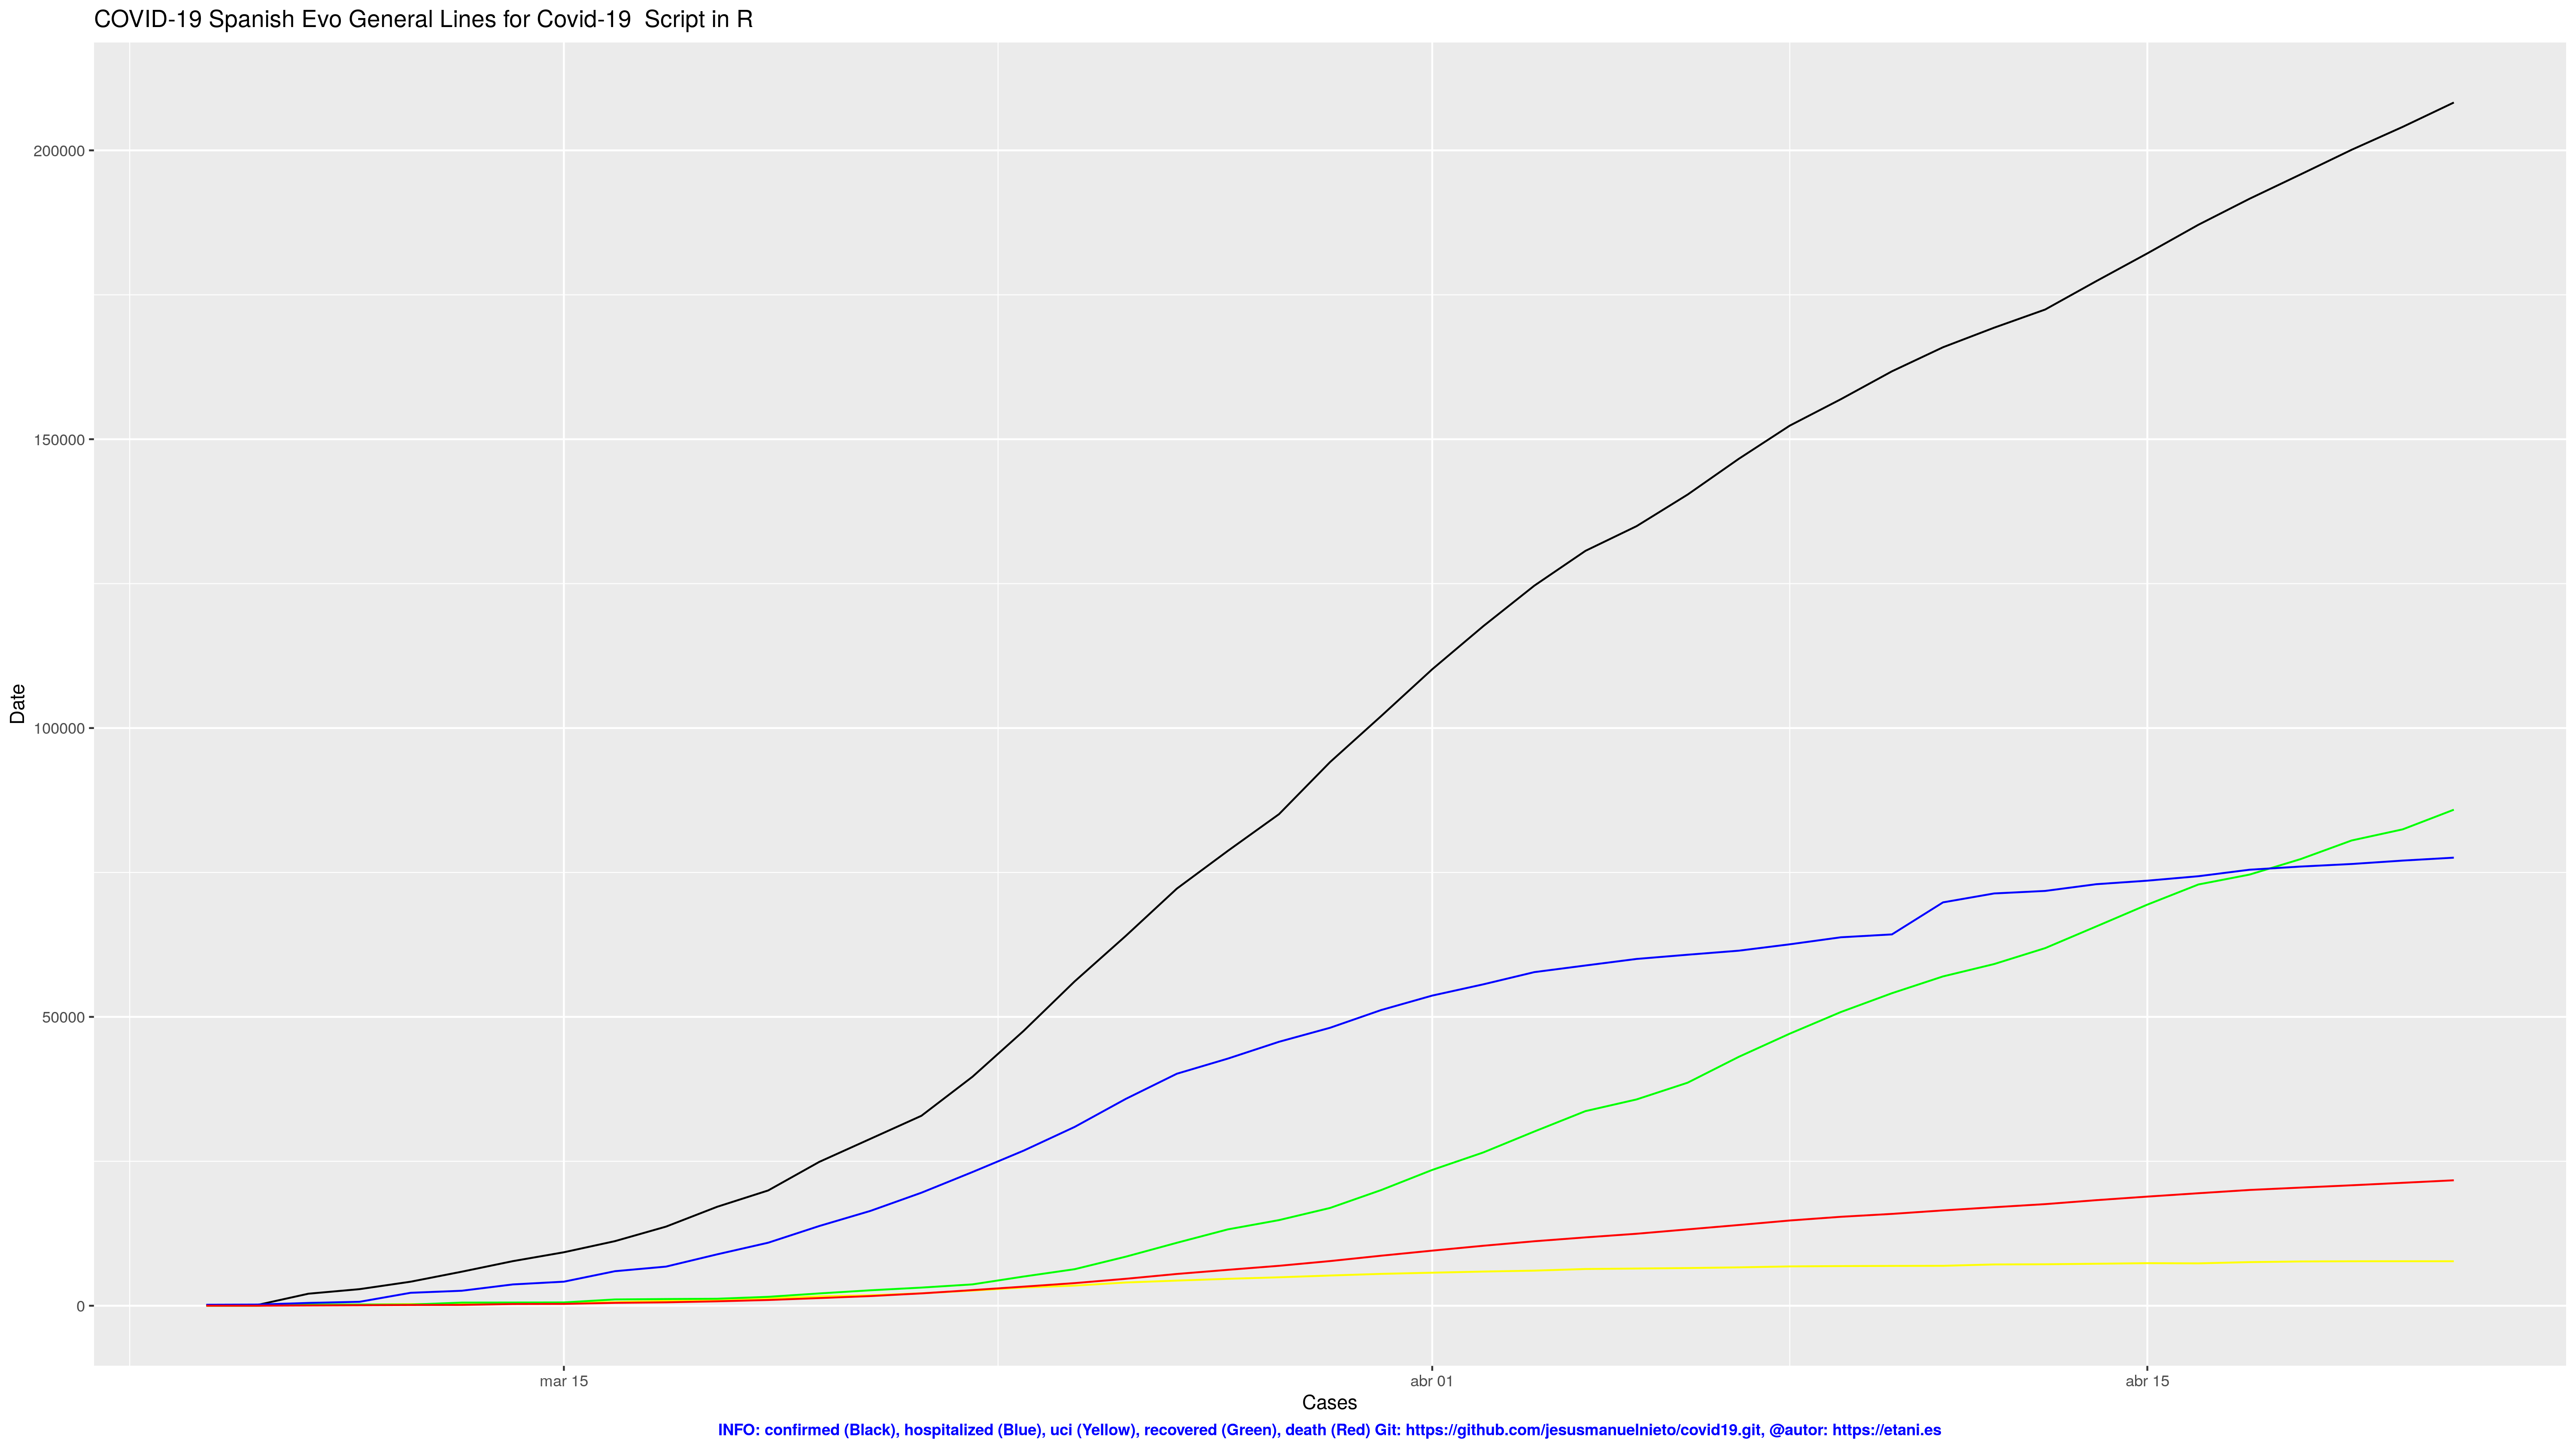 COVID-19 Spanish Evo General Lines for Covid-19  Script in R
200000
150000
100000
50000
0
Date
mar 15
abr 01
abr 15
Cases
INFO: confirmed (Black), hospitalized (Blue), uci (Yellow), recovered (Green), death (Red) Git: https://github.com/jesusmanuelnieto/covid19.git, @autor: https://etani.es